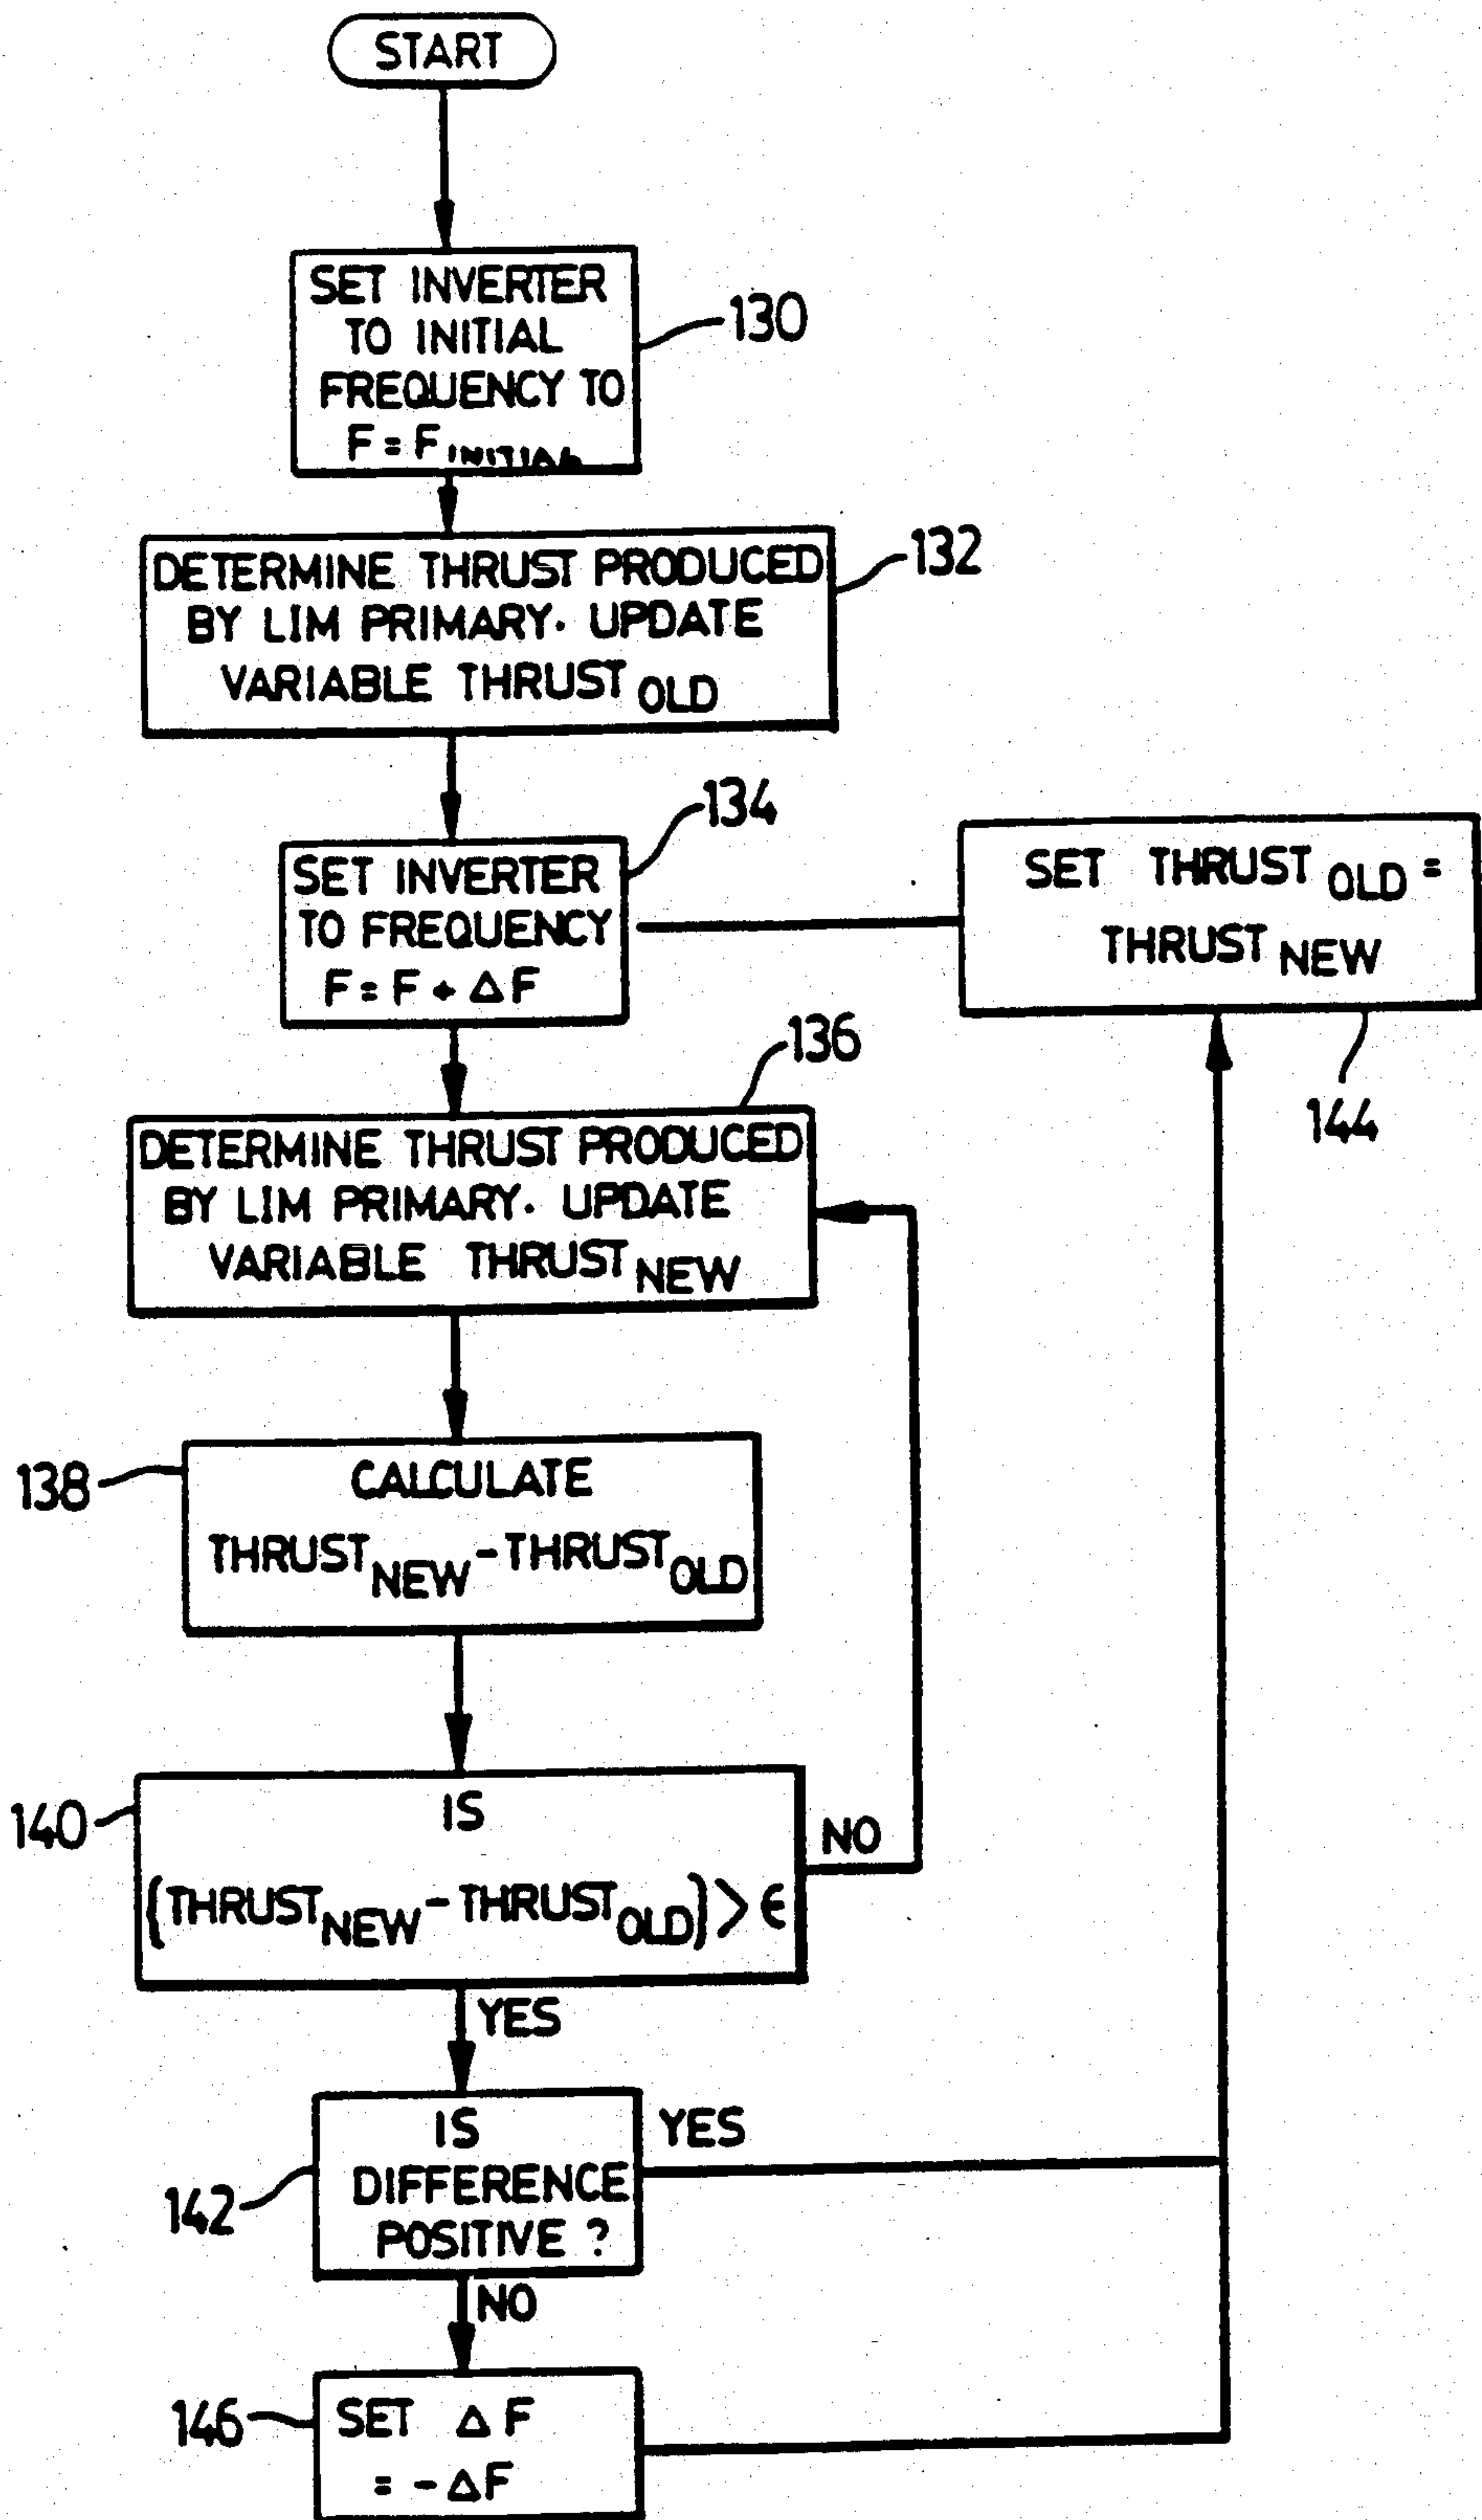 START
SET INVERTER
TO INITIAL
FREQUENCY TO
F = F INITIAL
130
DETERMINE THRUST PRODUCED
BY LIM PRIMARY. UPDATE
VARIABLE THRUST OLD
132
SET INVERTER
TO FREQUENCY
F = F + ΔF
134
SET THRUST OLD =
THRUST NEW
144
DETERMINE THRUST PRODUCED
BY LIM PRIMARY. UPDATE
VARIABLE THRUST NEW
136
CALCULATE
THRUST NEW - THRUST OLD
138
IS
{THRUST NEW - THRUST OLD} > ϵ
140
NO
YES
IS
DIFFERENCE
POSITIVE ?
142
YES
NO
SET ΔF
= -ΔF
146